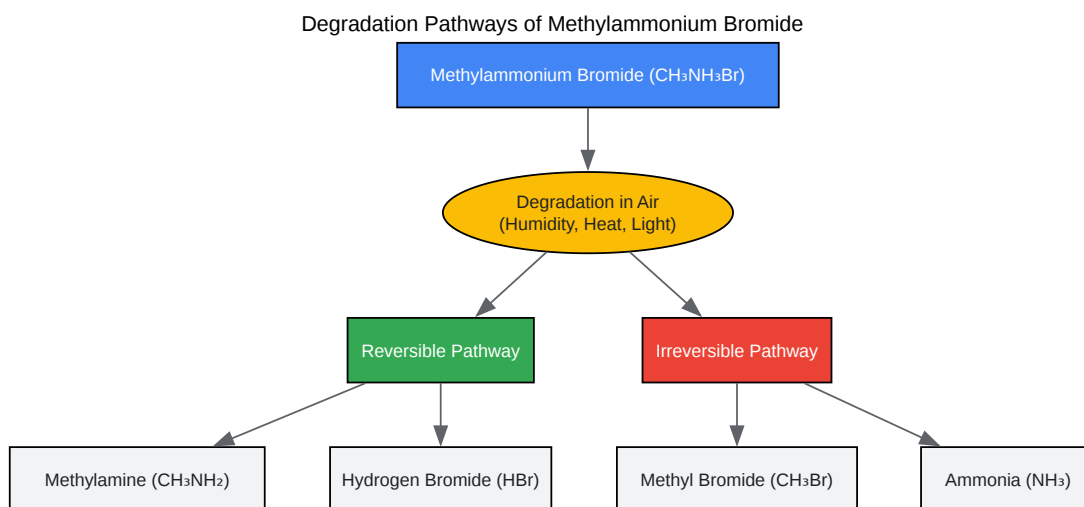 Degradation Pathways of Methylammonium Bromide
Methylammonium Bromide (CH₃NH₃Br)
Degradation in Air
(Humidity, Heat, Light)
Reversible Pathway
Irreversible Pathway
Methylamine (CH₃NH₂)
Hydrogen Bromide (HBr)
Methyl Bromide (CH₃Br)
Ammonia (NH₃)